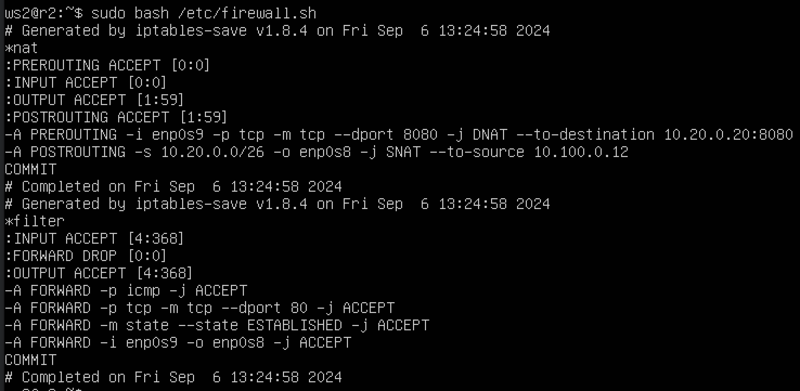 ws2@r2:~$ sudo bash /etc/firewall.sh
# Generated by iptables-save v1.8.4 on Fri Sep  6 13:24:58 2024
*nat
:PREROUTING ACCEPT [0:0]
:INPUT ACCEPT [0:0]
:OUTPUT ACCEPT [1:59]
:POSTROUTING ACCEPT [1:59]
-A PREROUTING -i enp0s9 -p tcp -m tcp --dport 8080 -j DNAT --to-destination 10.20.0.20:8080
-A POSTROUTING -s 10.20.0.0/26 -o enp0s8 -j SNAT --to-source 10.100.0.12
COMMIT
# Completed on Fri Sep  6 13:24:58 2024
# Generated by iptables-save v1.8.4 on Fri Sep  6 13:24:58 2024
*filter
:INPUT ACCEPT [4:368]
:FORWARD DROP [0:0]
:OUTPUT ACCEPT [4:368]
-A FORWARD -p icmp -j ACCEPT
-A FORWARD -p tcp -m tcp --dport 80 -j ACCEPT
-A FORWARD -m state --state ESTABLISHED -j ACCEPT
-A FORWARD -i enp0s9 -o enp0s8 -j ACCEPT
COMMIT
# Completed on Fri Sep  6 13:24:58 2024